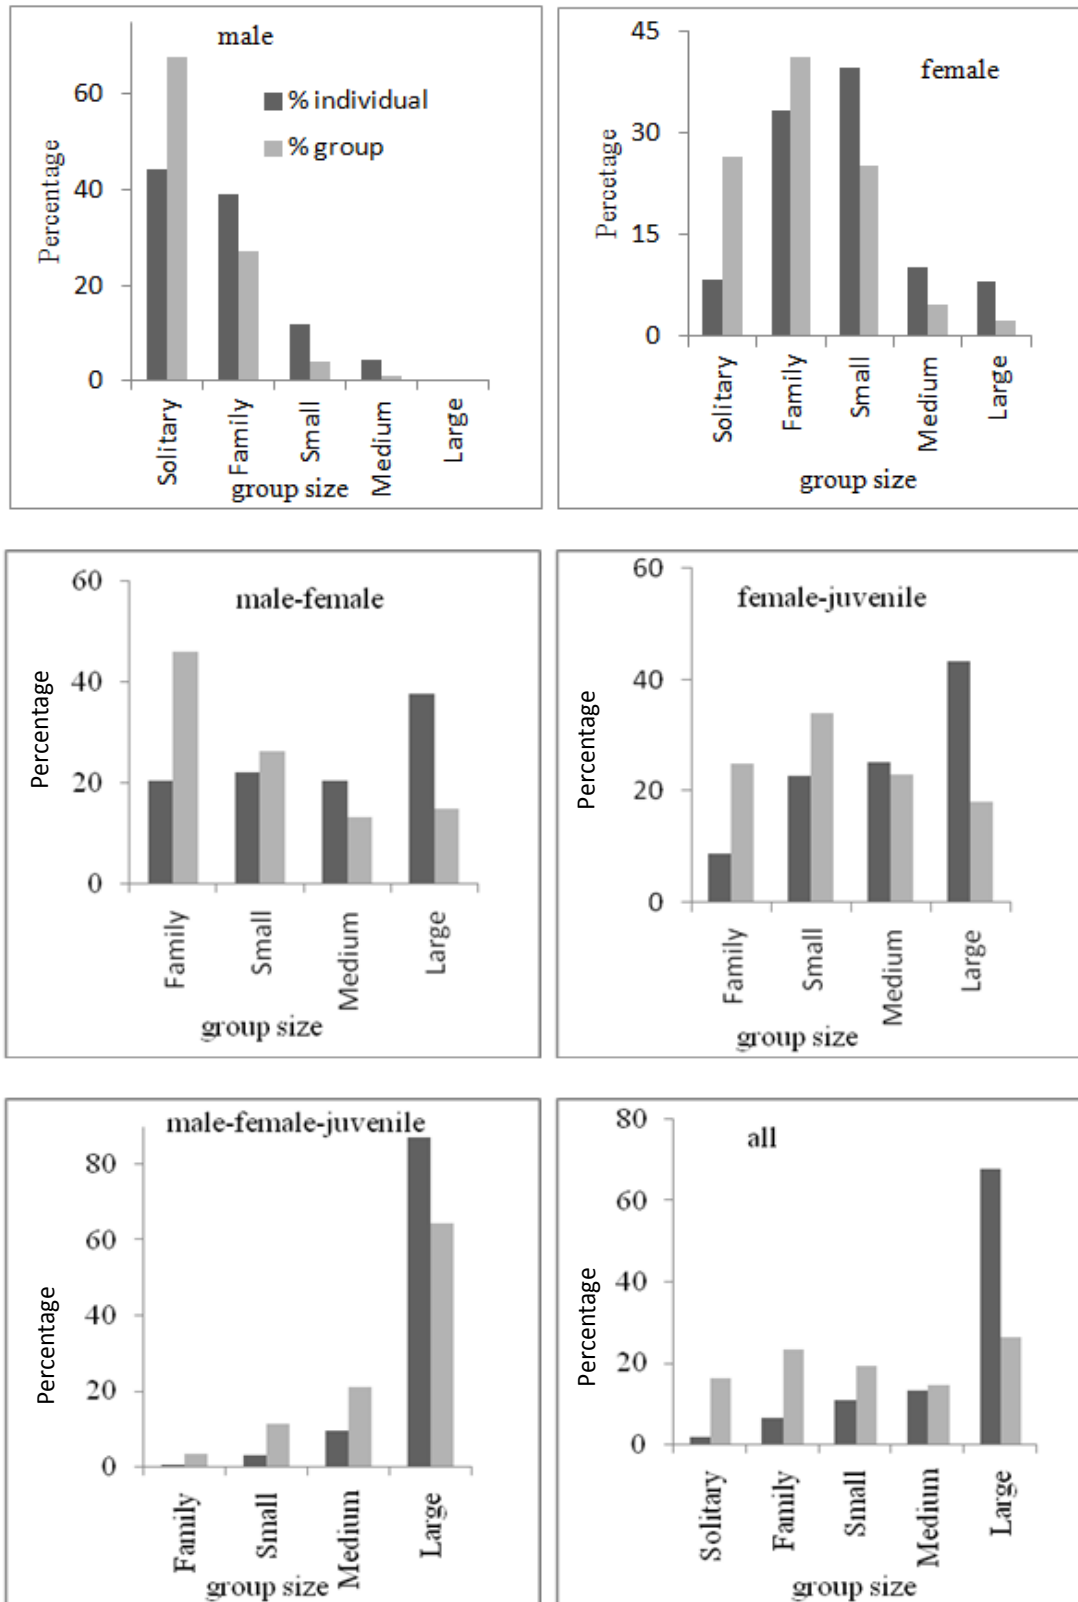 male
% individual
% group
60
40
20
0
Percentage
Solitary
Family
Small
Medium
Large
group size
female
45
30
15
0
Percetage
Solitary
Family
Small
Medium
Large
group size
male-female
60
40
20
0
Percentage
Family
Small
Medium
Large
group size
female-juvenile
60
40
20
0
Percentage
Family
Small
Medium
Large
group size
male-female-juvenile
80
60
40
20
0
Percentage
Family
Small
Medium
Large
group size
all
80
60
40
20
0
Percentage
Solitary
Family
Small
Medium
Large
group size